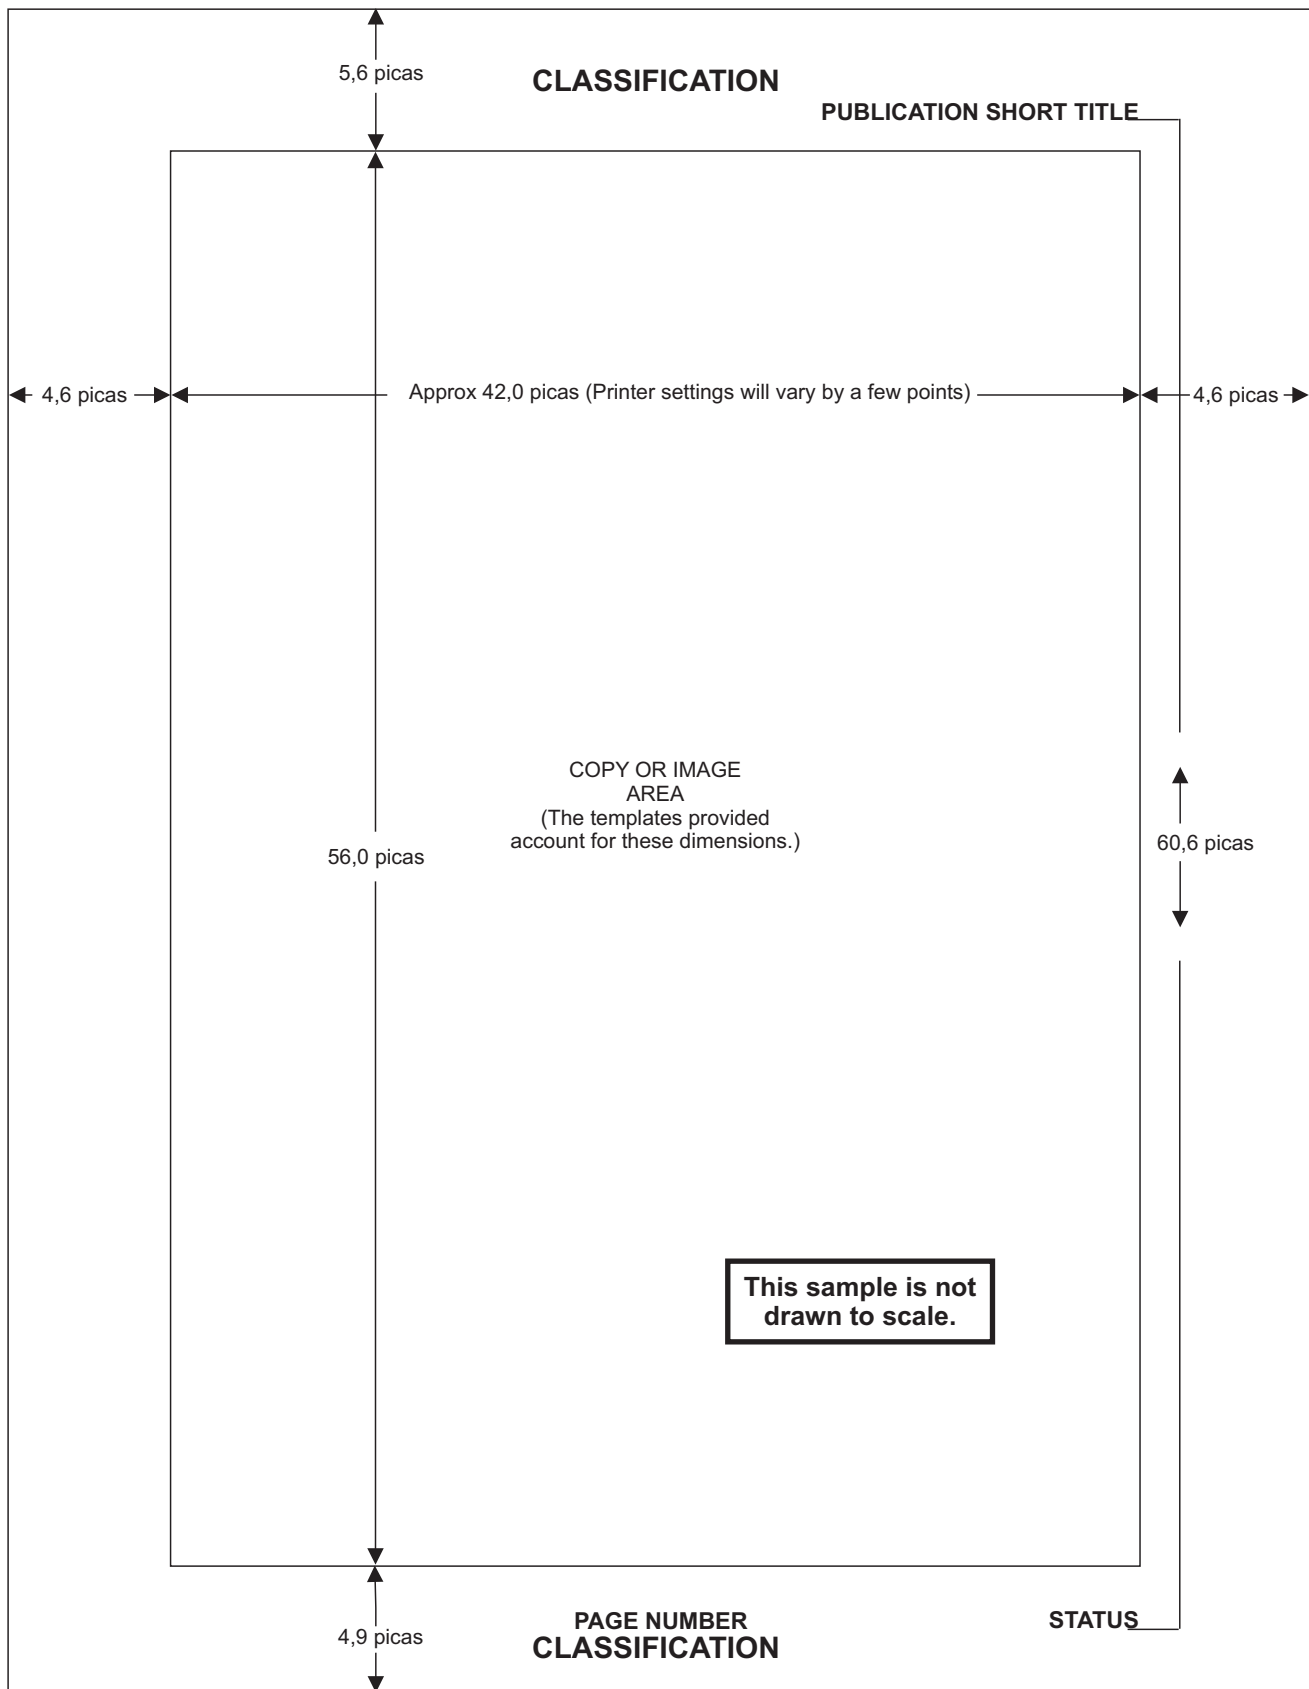 5,6 picas
CLASSIFICATION
PUBLICATION SHORT TITLE
4,6 picas
Approx 42,0 picas (Printer settings will vary by a few points)
4,6 picas
COPY OR IMAGE
AREA
(The templates provided
account for these dimensions.)
56,0 picas
60,6 picas
This sample is not
drawn to scale.
4,9 picas
PAGE NUMBER
CLASSIFICATION
STATUS